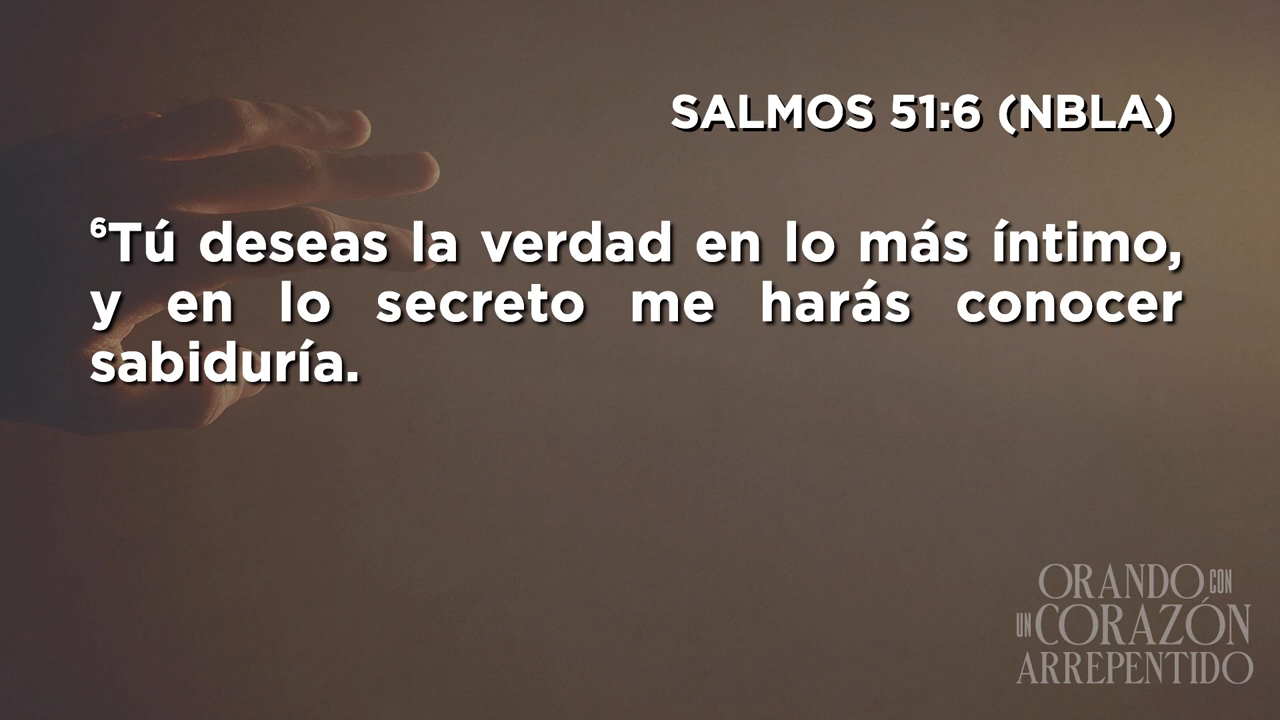 SALMOS 51:6 (NBLA)
⁶Tú deseas la verdad en lo más íntimo,
y en lo secreto me harás conocer
sabiduría.
ORANDO CON
UN CORAZÓN
ARREPENTIDO